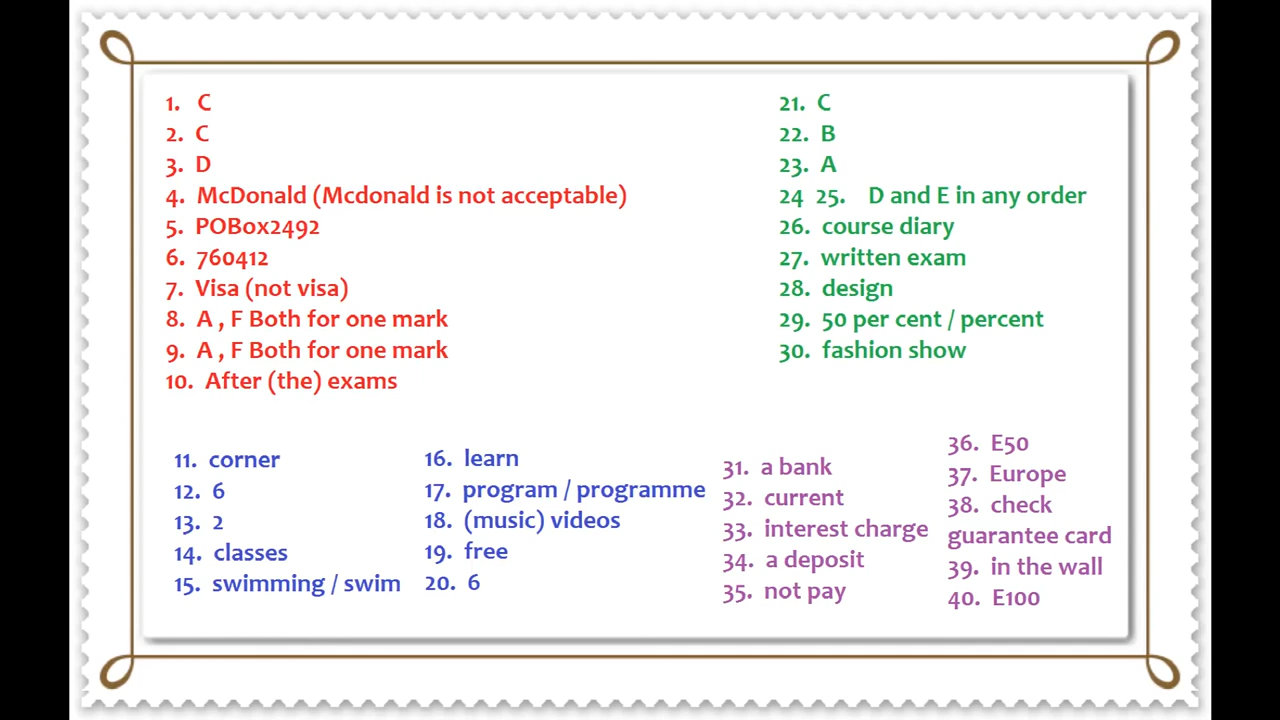 1. C
2. C
3. D
4. McDonald (Mcdonald is not acceptable)
5. POBox2492
6. 760412
7. Visa (not visa)
8. A , F Both for one mark
9. A , F Both for one mark
10. After (the) exams
21. C
22. B
23. A
24 25. D and E in any order
26. course diary
27. written exam
28. design
29. 50 per cent / percent
30. fashion show
11. corner
12. 6
13. 2
14. classes
15. swimming / swim
16. learn
17. program / programme
18. (music) videos
19. free
20. 6
31. a bank
32. current
33. interest charge
34. a deposit
35. not pay
36. E50
37. Europe
38. check
guarantee card
39. in the wall
40. E100